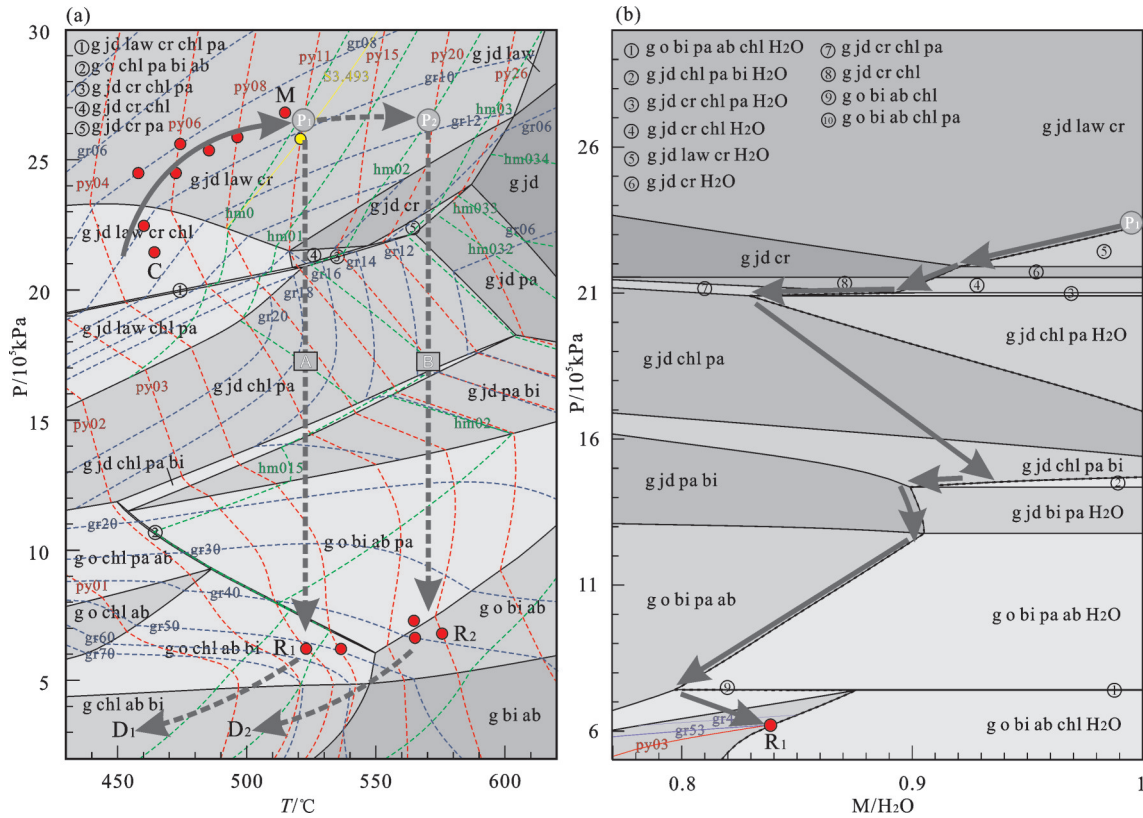 (a)
30
25
20
15
10
5
P/10⁵kPa
450
500
550
600
T/℃
① g jd law cr chl pa
② g o chl pa bi ab
③ g jd cr chl pa
④ g jd cr chl
⑤ g jd cr pa
gr08
py11
py15
py20
g jd law
py26
33.493
gr10
py08
M
P₁
P₂
hm03
gr12
gr06
py06
gr06
hm034
py04
g jd law cr
hm02
g jd
hm0
g jd cr
hm033
g jd law cr chl
hm01
⑤
gr06
C
④
③
gr12
hm032
gr14
gr16
①
gr18
g jd pa
g jd law chl pa
gr20
A
B
py03
g jd chl pa
g jd pa bi
py02
hm02
g jd chl pa bi
hm015
gr20
②
gr30
g o bi ab pa
g o chl pa ab
py01
gr40
g o chl ab
g o bi ab
gr50
gr60
g o chl ab bi
R₁
R₂
gr70
g chl ab bi
D₁
D₂
g bi ab
(b)
26
21
16
11
6
P/10⁵kPa
0.8
0.9
1
M/H2O
① g o bi pa ab chl H2O
② g jd chl pa bi H2O
③ g jd cr chl pa H2O
④ g jd cr chl H2O
⑤ g jd law cr H2O
⑥ g jd cr H2O
⑦ g jd cr chl pa
⑧ g jd cr chl
⑨ g o bi ab chl
⑩ g o bi ab chl pa
g jd law cr
P₁
⑤
g jd cr
⑥
⑦
⑧
④
③
g jd chl pa H2O
g jd chl pa
g jd chl pa bi
②
g jd pa bi
g jd bi pa H2O
g o bi pa ab
g o bi pa ab H2O
⑨
①
g o bi ab chl H2O
gr53
py03
R₁